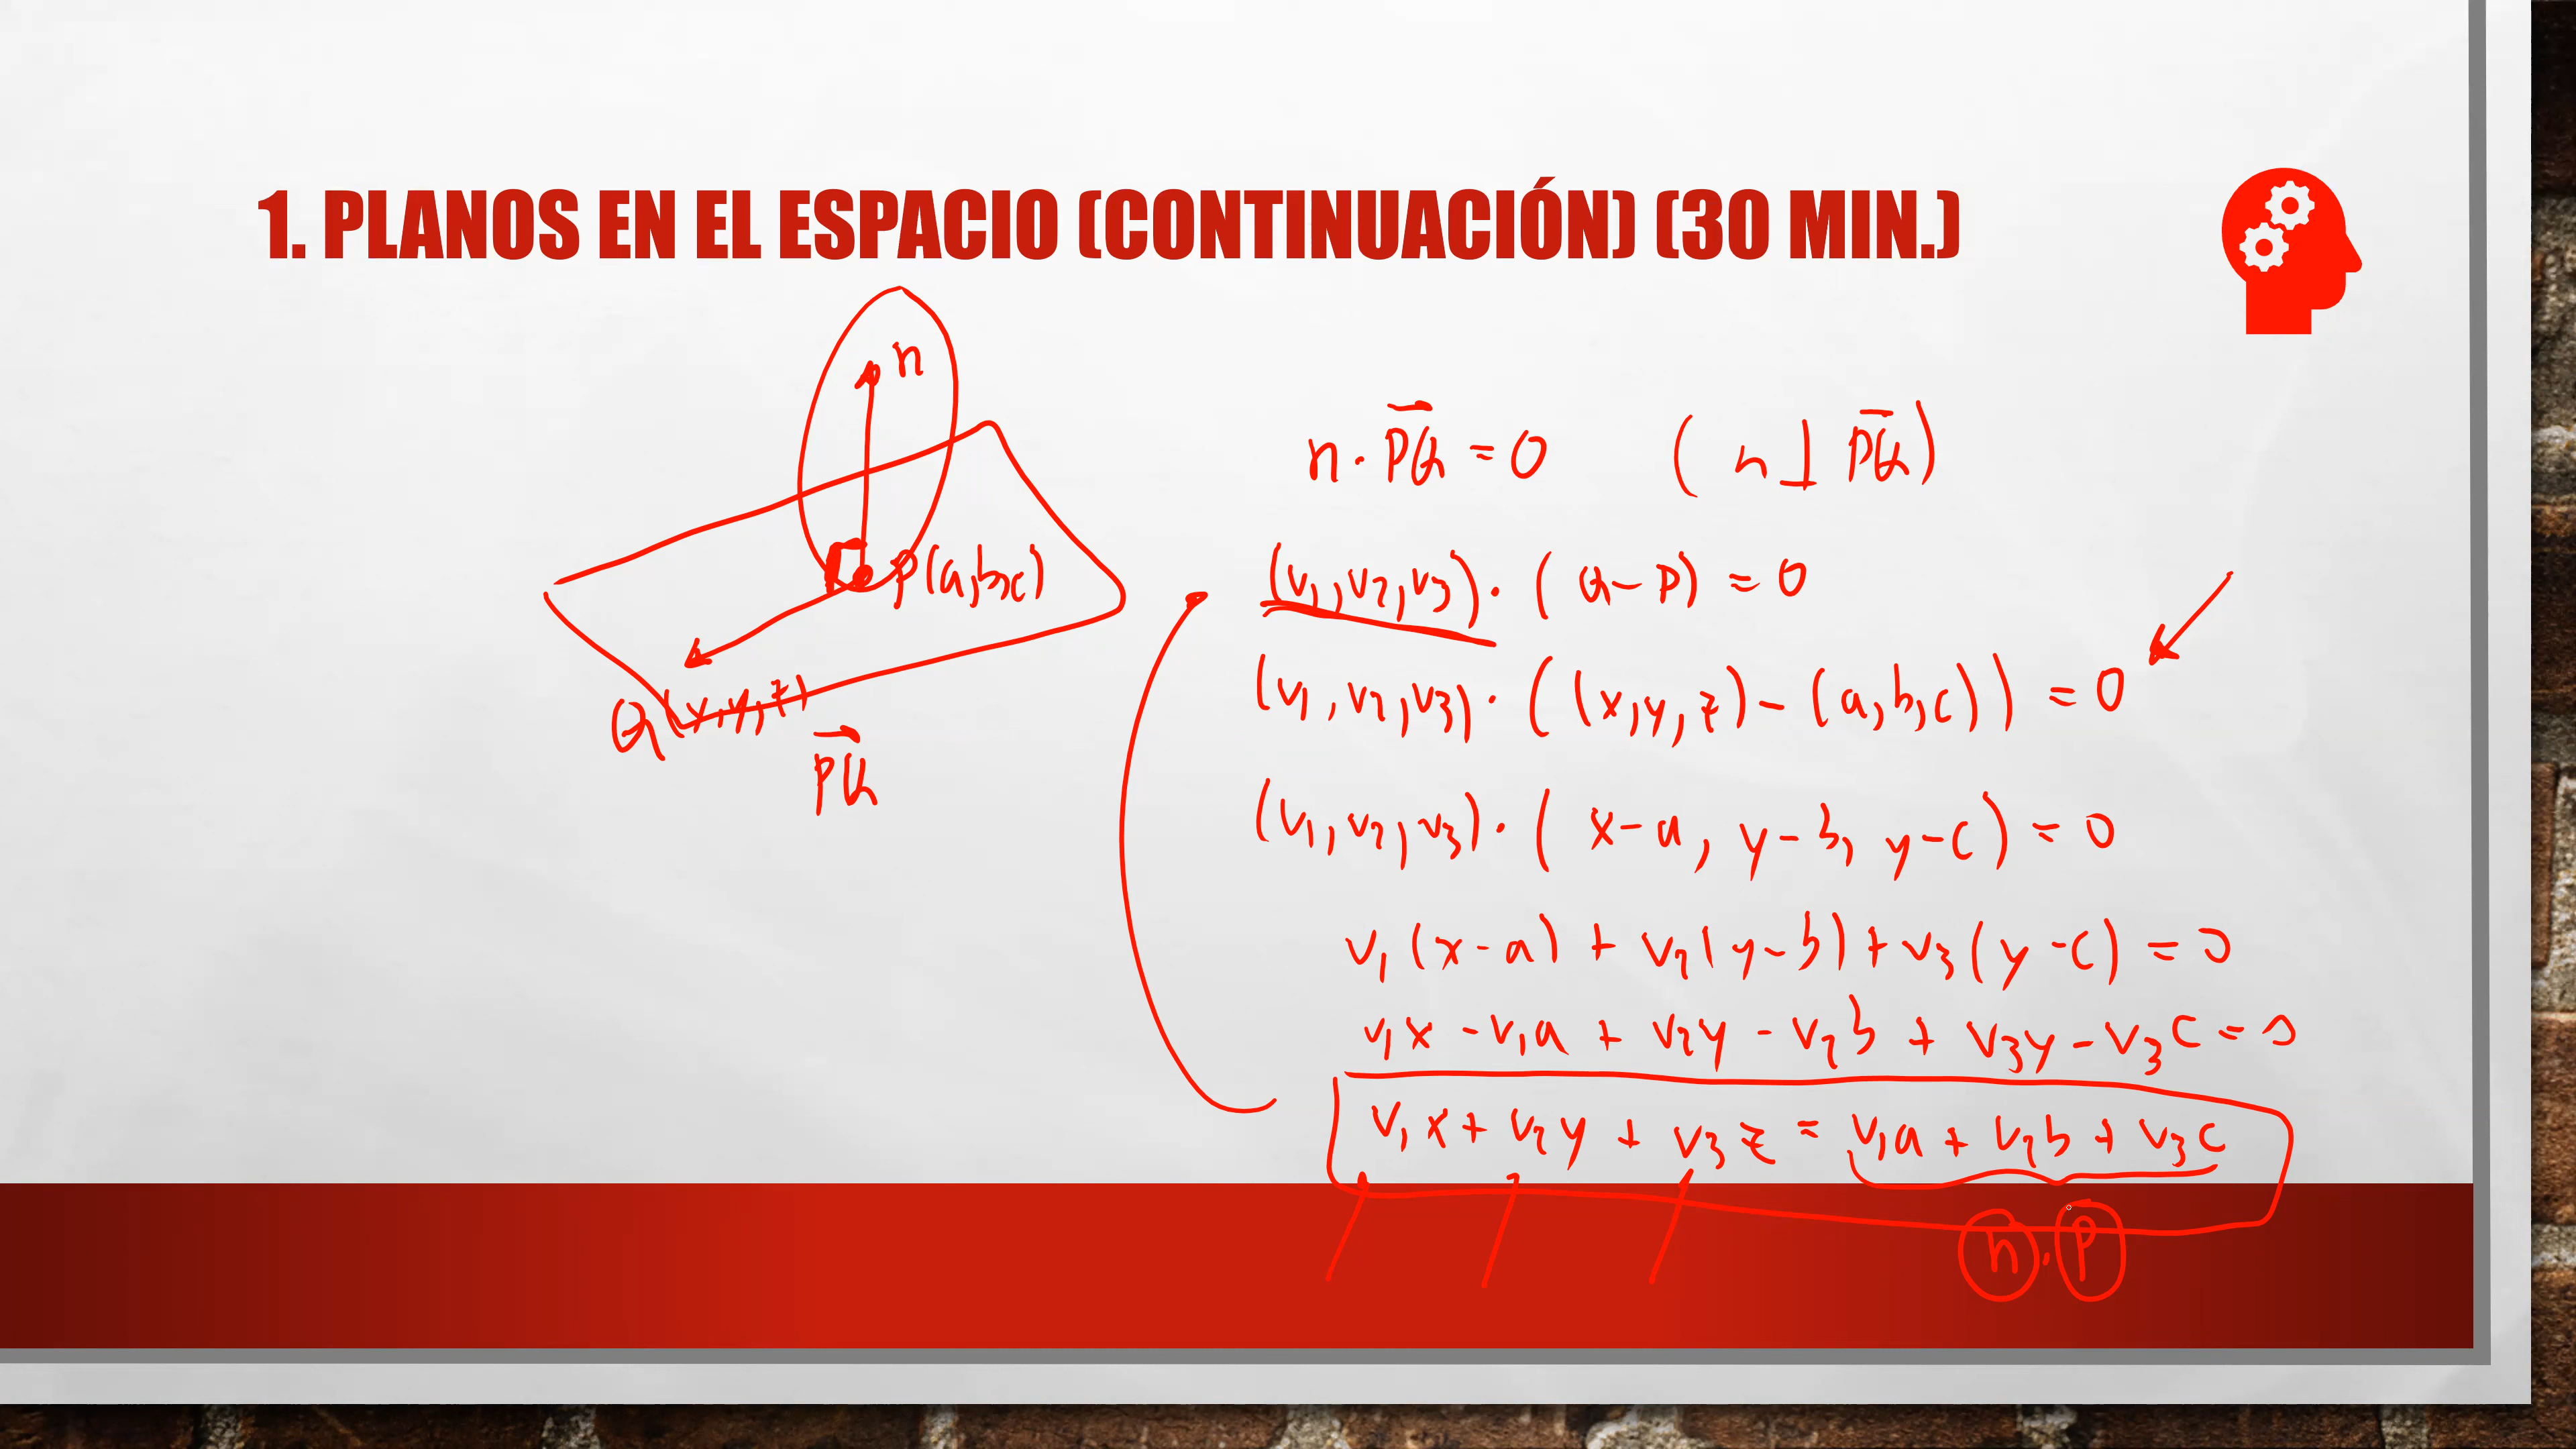 1. PLANOS EN EL ESPACIO (CONTINUACIÓN) (30 MIN.)
n
P(a,b,c)
Q(x,y,z)
PQ
n · PQ = 0 ( n ⊥ PQ )
(v1,v2,v3) · ( Q - P ) = 0
(v1,v2,v3) · ( (x,y,z) - (a,b,c) ) = 0
(v1,v2,v3) · ( x-a, y-b, y-c ) = 0
v1(x-a) + v2(y-b) + v3(y-c) = 0
v1x - v1a + v2y - v2b + v3y - v3c = 0
v1x + v2y + v3z = v1a + v2b + v3c
n · P